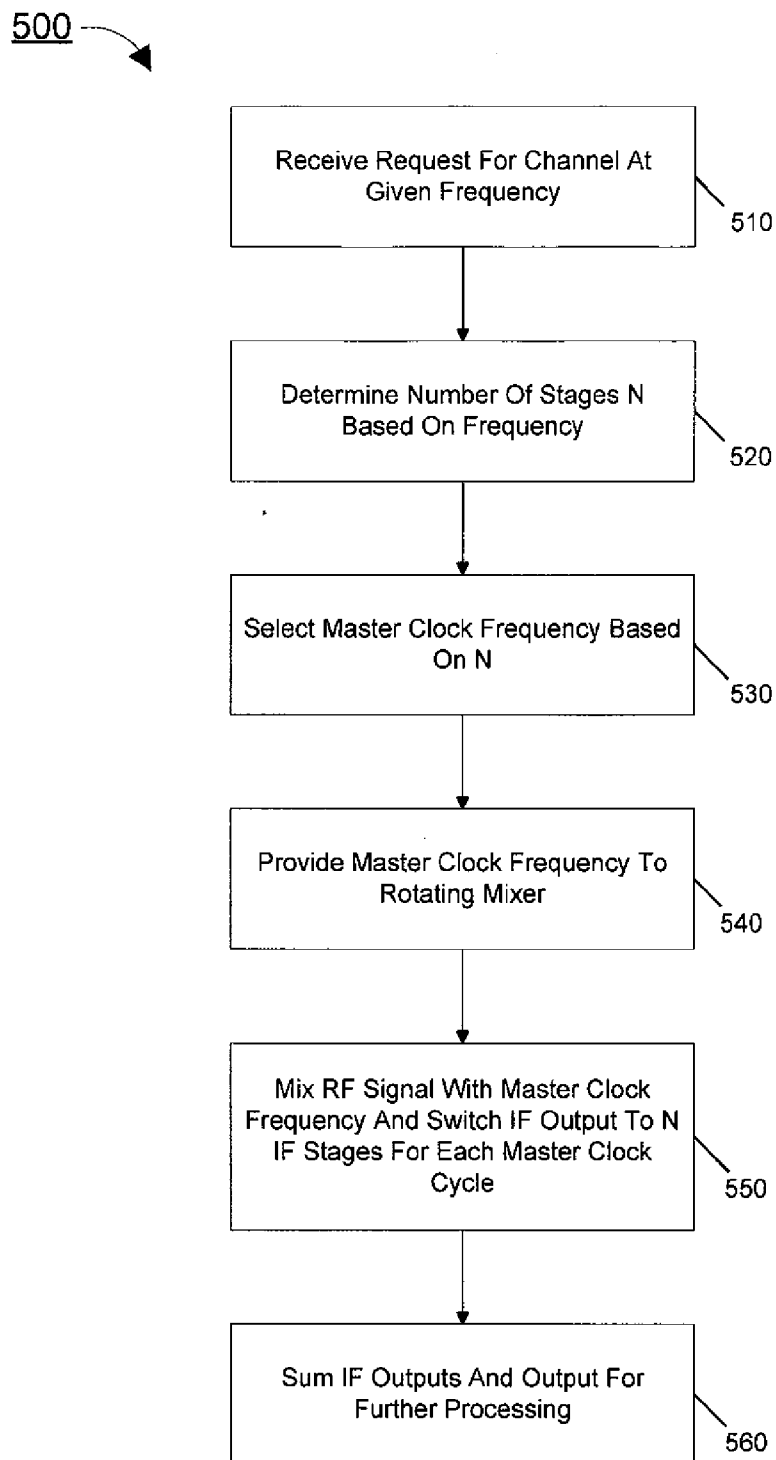 500
Receive Request For Channel At
Given Frequency
510
Determine Number Of Stages N
Based On Frequency
520
Select Master Clock Frequency Based
On N
530
Provide Master Clock Frequency To
Rotating Mixer
540
Mix RF Signal With Master Clock
Frequency And Switch IF Output To N
IF Stages For Each Master Clock
Cycle
550
Sum IF Outputs And Output For
Further Processing
560